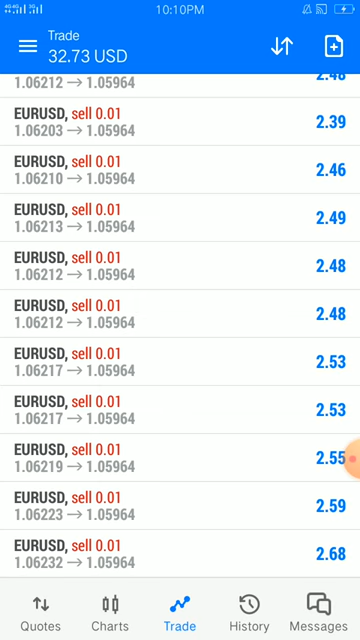 10:10PM
Trade
32.73 USD
1.06212 → 1.05964
2.48
EURUSD, sell 0.01
1.06203 → 1.05964
2.39
EURUSD, sell 0.01
1.06210 → 1.05964
2.46
EURUSD, sell 0.01
1.06213 → 1.05964
2.49
EURUSD, sell 0.01
1.06212 → 1.05964
2.48
EURUSD, sell 0.01
1.06212 → 1.05964
2.48
EURUSD, sell 0.01
1.06217 → 1.05964
2.53
EURUSD, sell 0.01
1.06217 → 1.05964
2.53
EURUSD, sell 0.01
1.06219 → 1.05964
2.55
EURUSD, sell 0.01
1.06223 → 1.05964
2.59
EURUSD, sell 0.01
1.06232 → 1.05964
2.68
Quotes
Charts
Trade
History
Messages